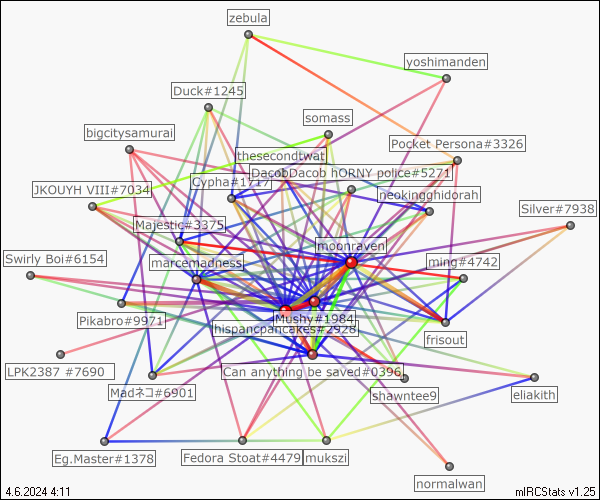 zebula
yoshimanden
Duck#1245
somass
bigcitysamurai
Pocket Persona#3326
thesecondtwat
DacobDacob hORNY police#5271
Cypha#1717
JKOUYH VIII#7034
neokingghidorah
Silver#7938
Majestic#3375
moonraven
Swirly Boi#6154
marcemadness
ming#4742
Mushy#1984
Pikabro#9971
hispancpancakes#2928
frisout
LPK2387 #7690
Can anything be saved#0396
Madネコ#6901
shawntee9
eliakith
Eg.Master#1378
Fedora Stoat#4479
mukszi
normalwan
4.6.2024 4:11
mIRCStats v1.25